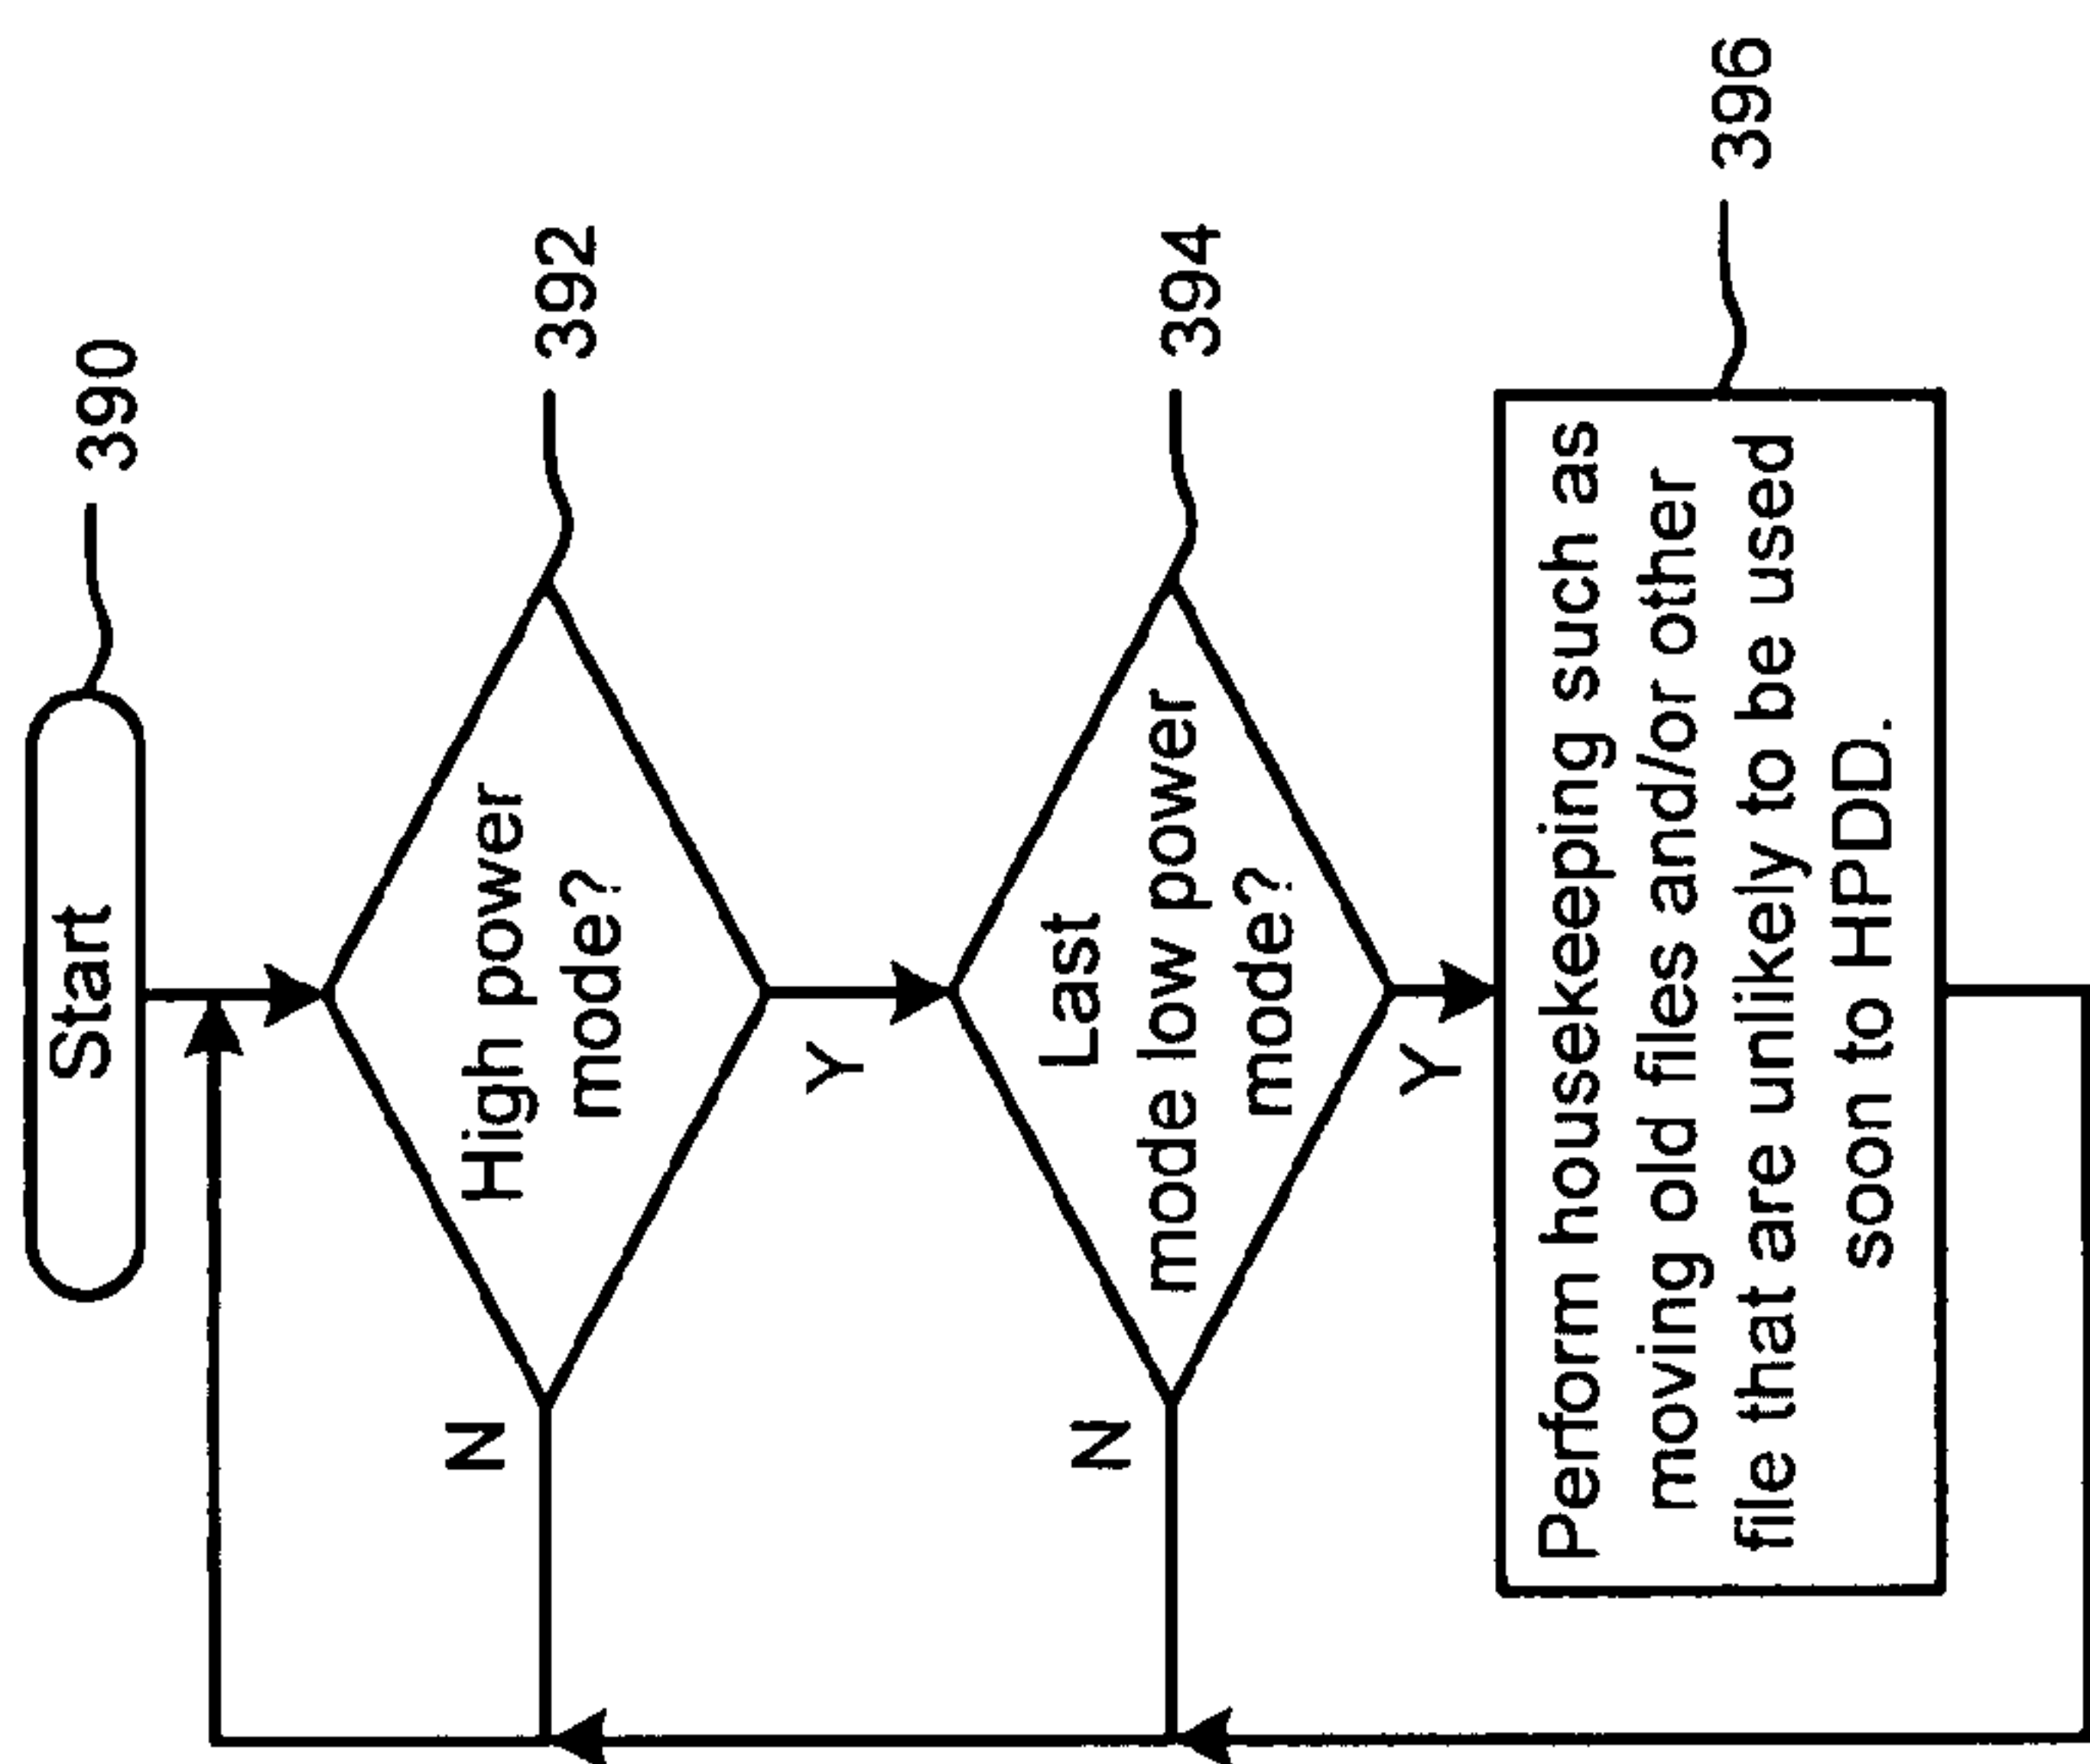 Start
390
High power
mode?
392
N
Y
Last
mode low power
mode?
394
N
Y
Perform housekeeping such as
moving old files and/or other
file that are unlikely to be used
soon to HPDD.
396